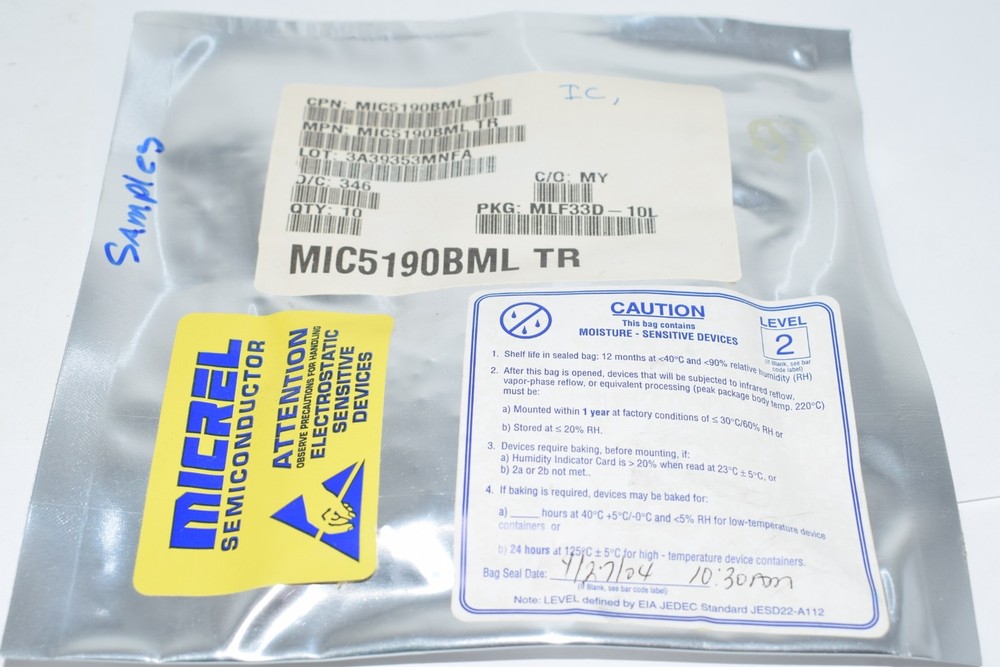 Samples
IC,
CPN: MIC5190BML TR
MPN: MIC5190BML TR
LOT: 3A39353MNFA
D/C: 346
C/O: MY
QTY: 10
PKG: MLF33D - 10L
MIC5190BML TR
MICREL
SEMICONDUCTOR
ATTENTION
OBSERVE PRECAUTIONS FOR HANDLING
ELECTROSTATIC
SENSITIVE
DEVICES
CAUTION
This bag contains
MOISTURE - SENSITIVE DEVICES
LEVEL
2
(If Blank, see bar
code label)
1. Shelf life in sealed bag: 12 months at <40°C and <90% relative humidity (RH)
2. After this bag is opened, devices that will be subjected to infrared reflow,
vapor-phase reflow, or equivalent processing (peak package body temp. 220°C)
must be:
a) Mounted within 1 year at factory conditions of ≤ 30°C/60% RH or
b) Stored at ≤ 20% RH.
3. Devices require baking, before mounting, if:
a) Humidity Indicator Card is > 20% when read at 23°C ± 5°C, or
b) 2a or 2b not met..
4. If baking is required, devices may be baked for:
a) ____ hours at 40°C +5°C/-0°C and <5% RH for low-temperature device
containers or
b) 24 hours at 125°C ± 5°C for high - temperature device containers.
Bag Seal Date: 4/27/04 10:30am
(If Blank, see bar code label)
Note: LEVEL defined by EIA JEDEC Standard JESD22-A112